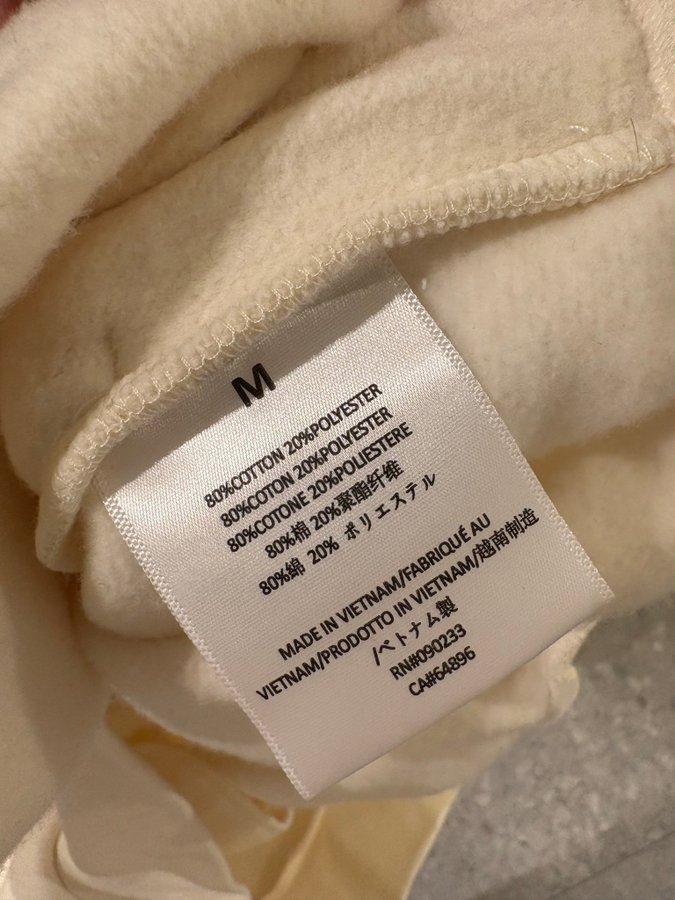 M
80%COTTON 20%POLYESTER
80%COTON 20%POLYESTER
80%COTONE 20%POLIESTERE
80%棉 20%聚酯纤维
80%綿 20% ポリエステル
MADE IN VIETNAM/FABRIQUÉ AU
VIETNAM/PRODOTTO IN VIETNAM/越南制造
/ベトナム製
RN#090233
CA#64896